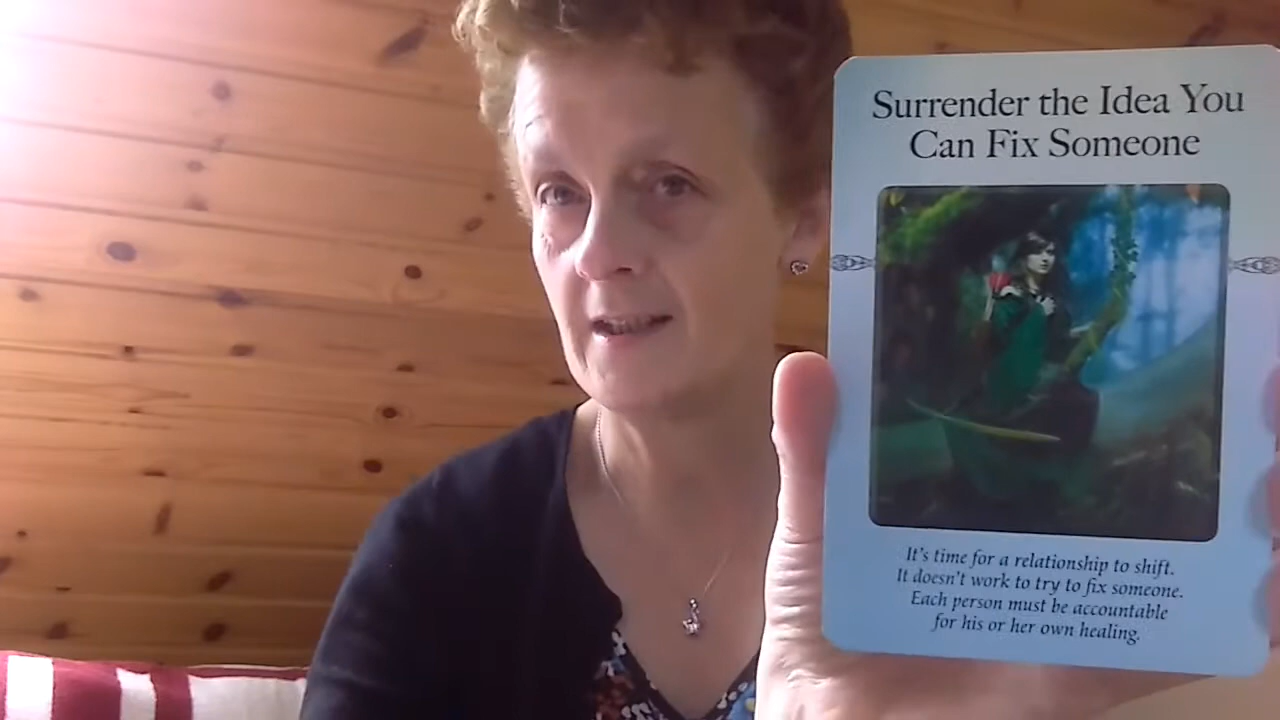 Surrender the Idea You
Can Fix Someone
It's time for a relationship to shift.
It doesn't work to try to fix someone.
Each person must be accountable
for his or her own healing.